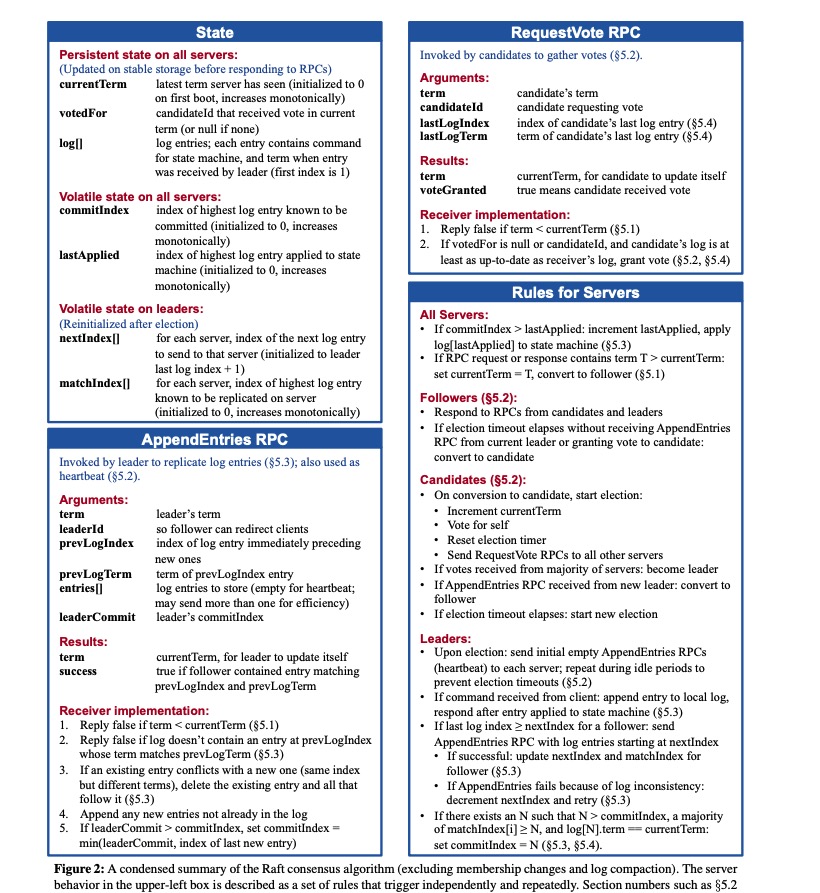 State
Persistent state on all servers:
(Updated on stable storage before responding to RPCs)
currentTerm latest term server has seen (initialized to 0
on first boot, increases monotonically)
votedFor candidateId that received vote in current
term (or null if none)
log[] log entries; each entry contains command
for state machine, and term when entry
was received by leader (first index is 1)
Volatile state on all servers:
commitIndex index of highest log entry known to be
committed (initialized to 0, increases
monotonically)
lastApplied index of highest log entry applied to state
machine (initialized to 0, increases
monotonically)
Volatile state on leaders:
(Reinitialized after election)
nextIndex[] for each server, index of the next log entry
to send to that server (initialized to leader
last log index + 1)
matchIndex[] for each server, index of highest log entry
known to be replicated on server
(initialized to 0, increases monotonically)
AppendEntries RPC
Invoked by leader to replicate log entries (§5.3); also used as
heartbeat (§5.2).
Arguments:
term leader’s term
leaderId so follower can redirect clients
prevLogIndex index of log entry immediately preceding
new ones
prevLogTerm term of prevLogIndex entry
entries[] log entries to store (empty for heartbeat;
may send more than one for efficiency)
leaderCommit leader’s commitIndex
Results:
term currentTerm, for leader to update itself
success true if follower contained entry matching
prevLogIndex and prevLogTerm
Receiver implementation:
1. Reply false if term < currentTerm (§5.1)
2. Reply false if log doesn’t contain an entry at prevLogIndex
whose term matches prevLogTerm (§5.3)
3. If an existing entry conflicts with a new one (same index
but different terms), delete the existing entry and all that
follow it (§5.3)
4. Append any new entries not already in the log
5. If leaderCommit > commitIndex, set commitIndex =
min(leaderCommit, index of last new entry)
RequestVote RPC
Invoked by candidates to gather votes (§5.2).
Arguments:
term candidate’s term
candidateId candidate requesting vote
lastLogIndex index of candidate’s last log entry (§5.4)
lastLogTerm term of candidate’s last log entry (§5.4)
Results:
term currentTerm, for candidate to update itself
voteGranted true means candidate received vote
Receiver implementation:
1. Reply false if term < currentTerm (§5.1)
2. If votedFor is null or candidateId, and candidate’s log is at
least as up-to-date as receiver’s log, grant vote (§5.2, §5.4)
Rules for Servers
All Servers:
• If commitIndex > lastApplied: increment lastApplied, apply
log[lastApplied] to state machine (§5.3)
• If RPC request or response contains term T > currentTerm:
set currentTerm = T, convert to follower (§5.1)
Followers (§5.2):
• Respond to RPCs from candidates and leaders
• If election timeout elapses without receiving AppendEntries
RPC from current leader or granting vote to candidate:
convert to candidate
Candidates (§5.2):
• On conversion to candidate, start election:
• Increment currentTerm
• Vote for self
• Reset election timer
• Send RequestVote RPCs to all other servers
• If votes received from majority of servers: become leader
• If AppendEntries RPC received from new leader: convert to
follower
• If election timeout elapses: start new election
Leaders:
• Upon election: send initial empty AppendEntries RPCs
(heartbeat) to each server; repeat during idle periods to
prevent election timeouts (§5.2)
• If command received from client: append entry to local log,
respond after entry applied to state machine (§5.3)
• If last log index ≥ nextIndex for a follower: send
AppendEntries RPC with log entries starting at nextIndex
• If successful: update nextIndex and matchIndex for
follower (§5.3)
• If AppendEntries fails because of log inconsistency:
decrement nextIndex and retry (§5.3)
• If there exists an N such that N > commitIndex, a majority
of matchIndex[i] ≥ N, and log[N].term == currentTerm:
set commitIndex = N (§5.3, §5.4).
Figure 2: A condensed summary of the Raft consensus algorithm (excluding membership changes and log compaction). The server
behavior in the upper-left box is described as a set of rules that trigger independently and repeatedly. Section numbers such as §5.2